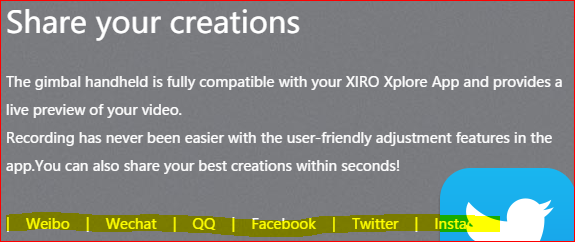 Share your creations
The gimbal handheld is fully compatible with your XIRO Xplore App and provides a
live preview of your video.
Recording has never been easier with the user-friendly adjustment features in the
app.You can also share your best creations within seconds!
| Weibo | Wechat | QQ | Facebook | Twitter | Insta